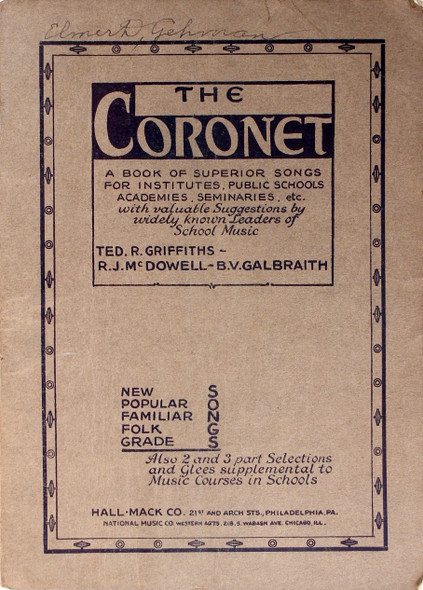 Elmer D. Gehman
THE
CORONET
A BOOK OF SUPERIOR SONGS
FOR INSTITUTES, PUBLIC SCHOOLS
ACADEMIES, SEMINARIES, etc.
with valuable Suggestions by
widely known Leaders of
School Music
TED. R. GRIFFITHS ~
R. J. McDOWELL - B. V. GALBRAITH
NEW S
POPULAR O
FAMILIAR N
FOLK G
GRADE S
Also 2 and 3 part Selections
and Glees supplemental to
Music Courses in Schools
HALL-MACK CO. 21st AND ARCH STS., PHILADELPHIA, PA.
NATIONAL MUSIC CO. WESTERN AGTS. 218. S. WABASH AVE. CHICAGO, ILL.